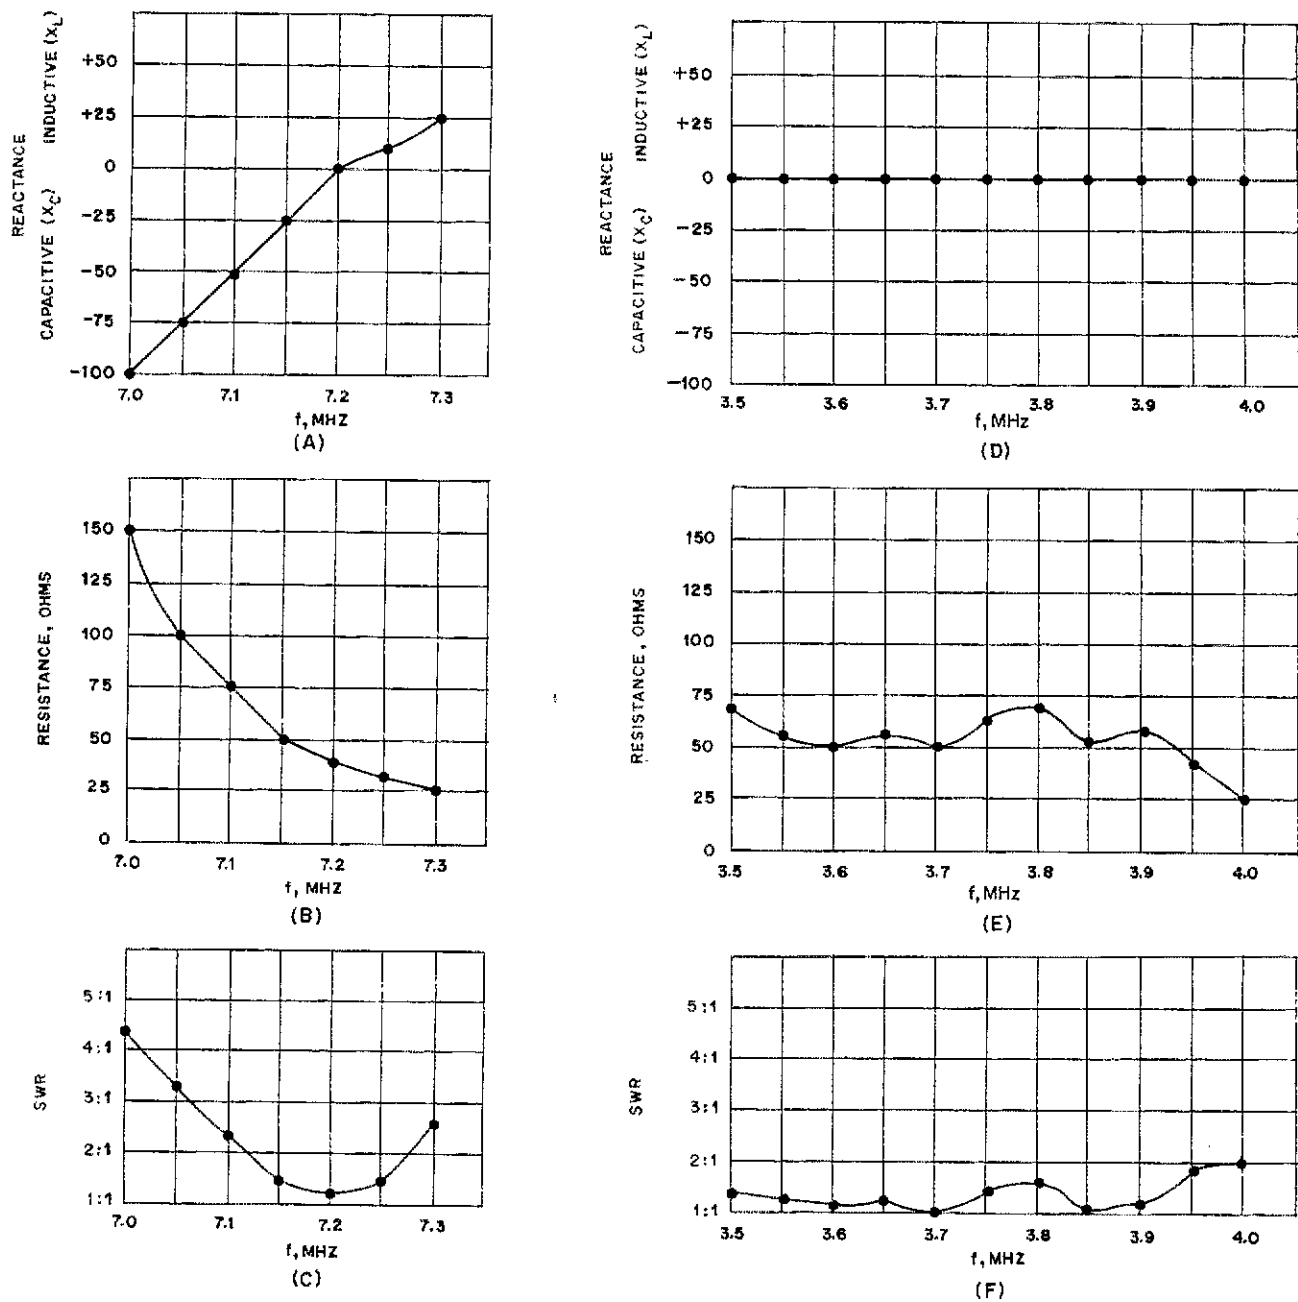 REACTANCE
CAPACITIVE (XC) INDUCTIVE (XL)
+50
+25
0
-25
-50
-75
-100
7.0 7.1 7.2 7.3
f, MHZ
(A)
REACTANCE
CAPACITIVE (XC) INDUCTIVE (XL)
+50
+25
0
-25
-50
-75
-100
3.5 3.6 3.7 3.8 3.9 4.0
f, MHz
(D)
RESISTANCE, OHMS
150
125
100
75
50
25
0
7.0 7.1 7.2 7.3
f, MHZ
(B)
RESISTANCE, OHMS
150
125
100
75
50
25
0
3.5 3.6 3.7 3.8 3.9 4.0
f, MHz
(E)
SWR
5:1
4:1
3:1
2:1
1:1
7.0 7.1 7.2 7.3
f, MHZ
(C)
SWR
5:1
4:1
3:1
2:1
1:1
3.5 3.6 3.7 3.8 3.9 4.0
f, MHz
(F)